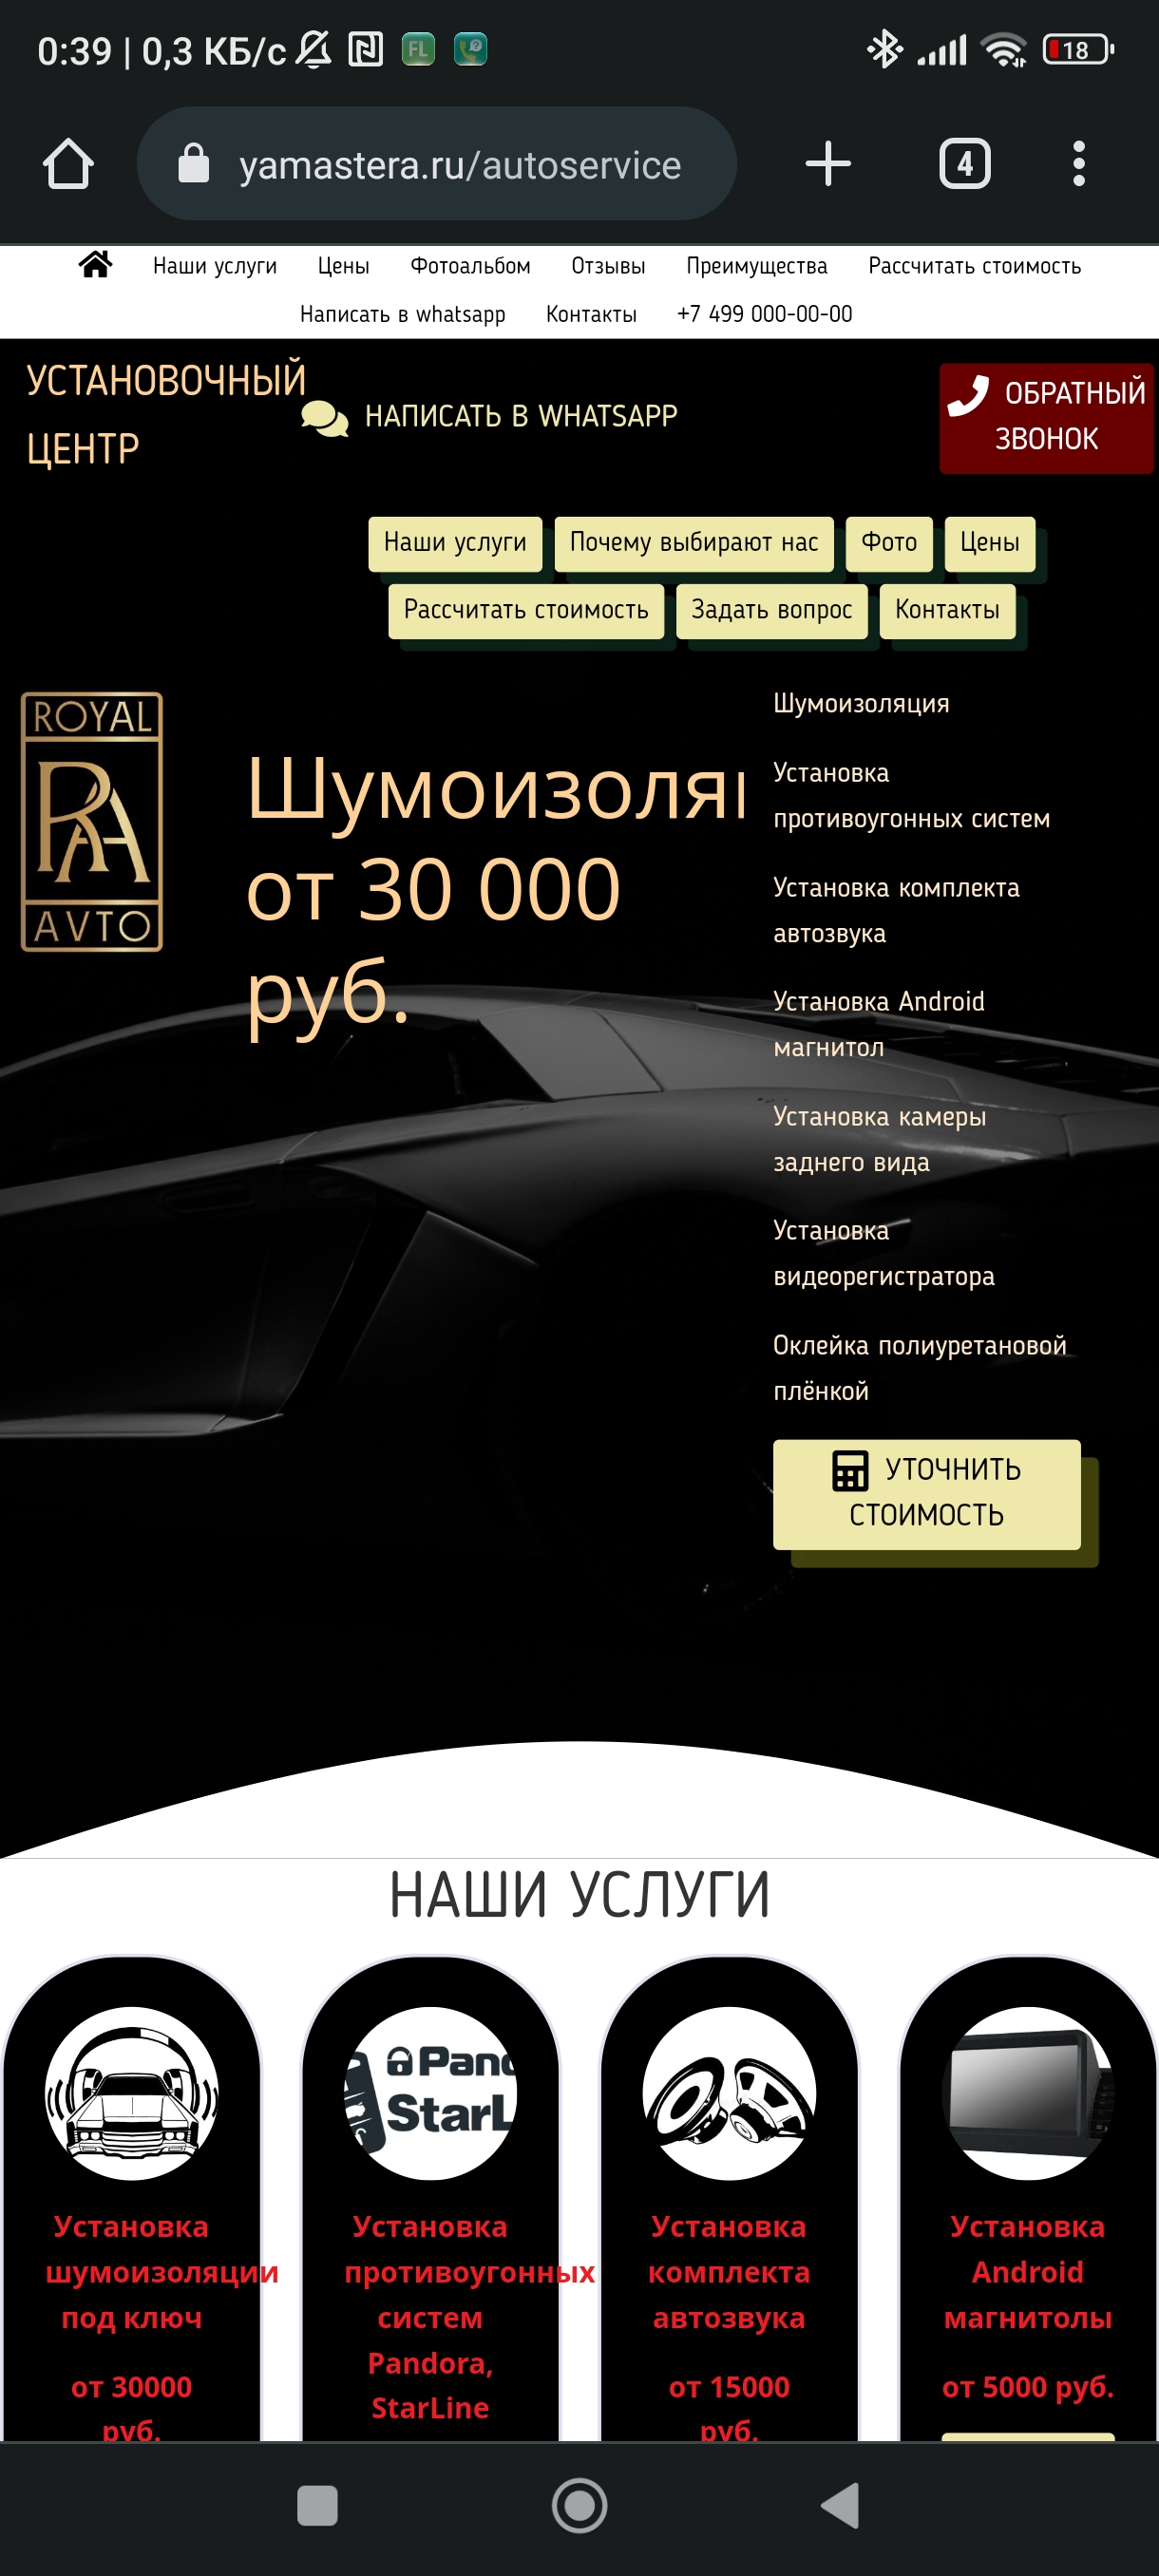 0:39 | 0,3 КБ/с FL 18
yamastera.ru/autoservice 4
Наши услуги Цены Фотоальбом Отзывы Преимущества Рассчитать стоимость
Написать в whatsapp Контакты +7 499 000-00-00
УСТАНОВОЧНЫЙ
ЦЕНТР
НАПИСАТЬ В WHATSAPP
ОБРАТНЫЙ
ЗВОНОК
Наши услуги Почему выбирают нас Фото Цены
Рассчитать стоимость Задать вопрос Контакты
ROYAL
RA
AVTO
Шумоизоля
от 30 000
руб.
Шумоизоляция
Установка
противоугонных систем
Установка комплекта
автозвука
Установка Android
магнитол
Установка камеры
заднего вида
Установка
видеорегистратора
Оклейка полиуретановой
плёнкой
УТОЧНИТЬ
СТОИМОСТЬ
НАШИ УСЛУГИ
Установка
шумоизоляции
под ключ
от 30000
руб.
Pand
StarL
Установка
противоугонных
систем
Pandora,
StarLine
Установка
комплекта
автозвука
от 15000
руб.
Установка
Android
магнитолы
от 5000 руб.